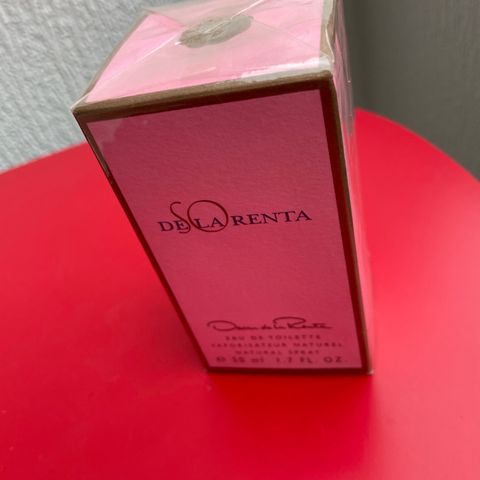 SO
DE LA RENTA
Oscar de la Renta
EAU DE TOILETTE
VAPORISATEUR NATUREL
NATURAL SPRAY
℮ 50 ml 1.7 FL. OZ.